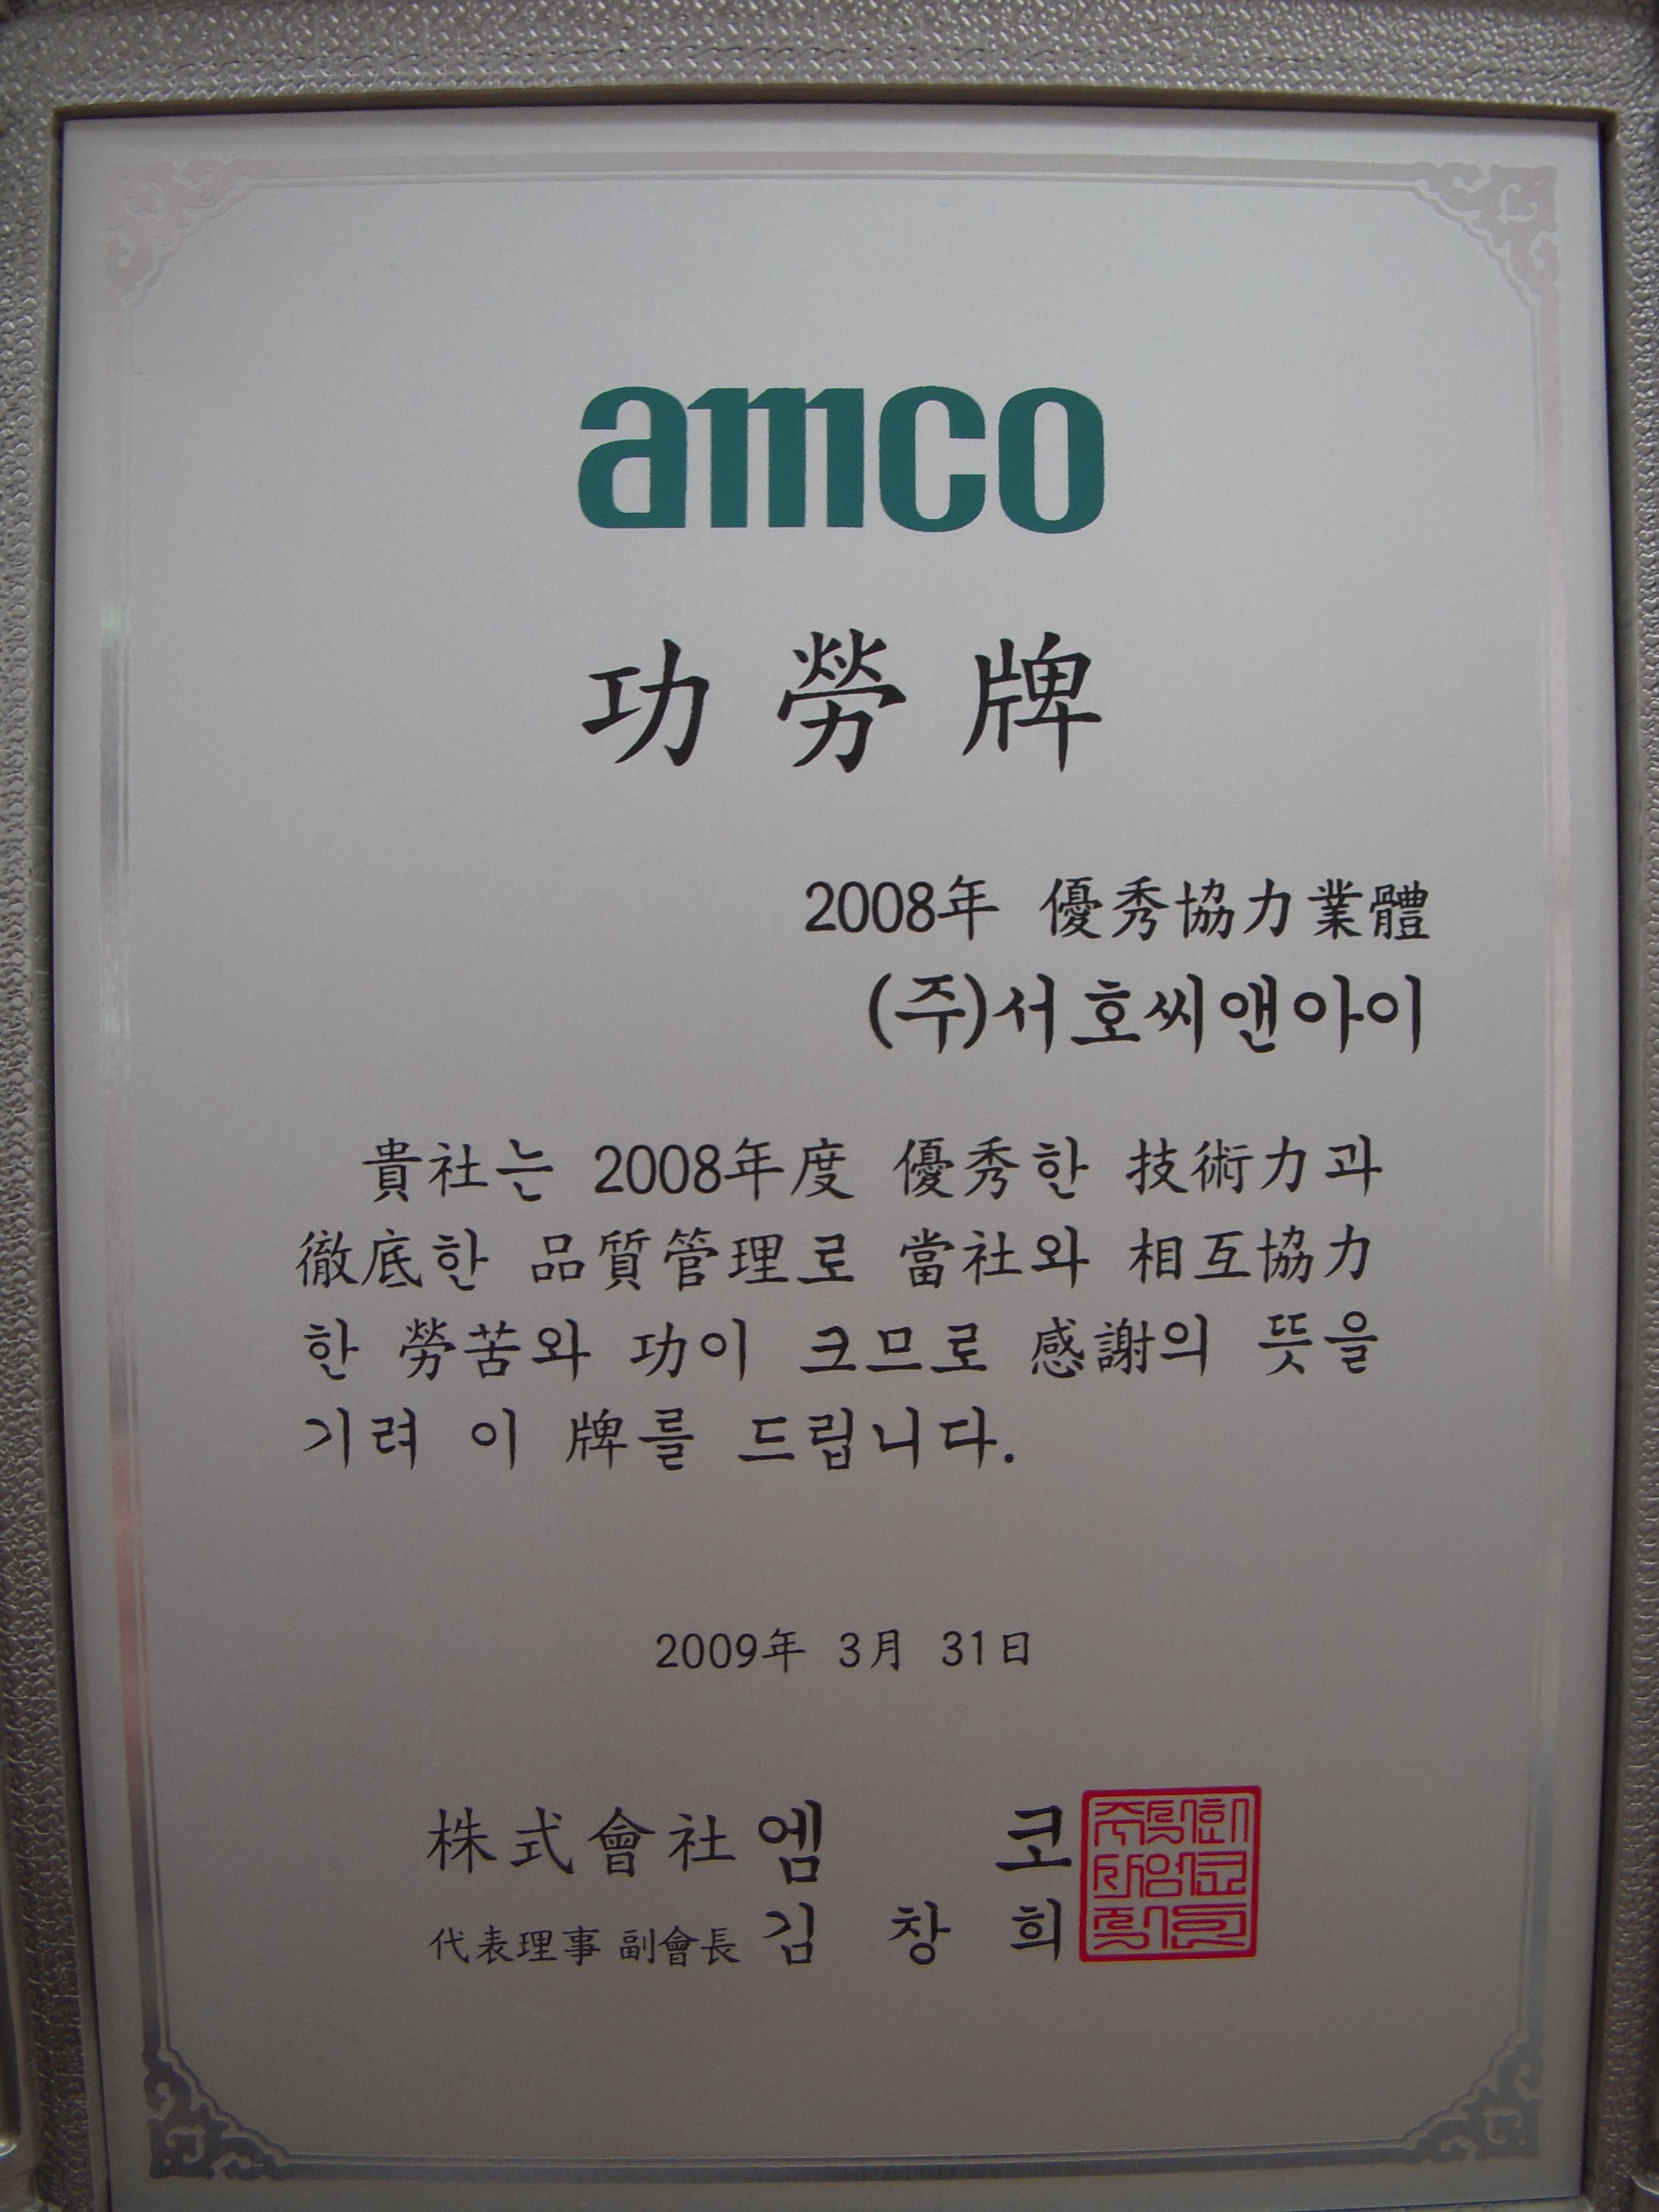 amco
功勞牌
2008年 優秀協力業體
(주)서호씨앤아이
貴社는 2008年度 優秀한 技術力과
徹底한 品質管理로 當社와 相互協力
한 勞苦와 功이 크므로 感謝의 뜻을
기려 이 牌를 드립니다.
2009年 3月 31日
株式會社 엠 코
代表理事 副會長 김 창 희